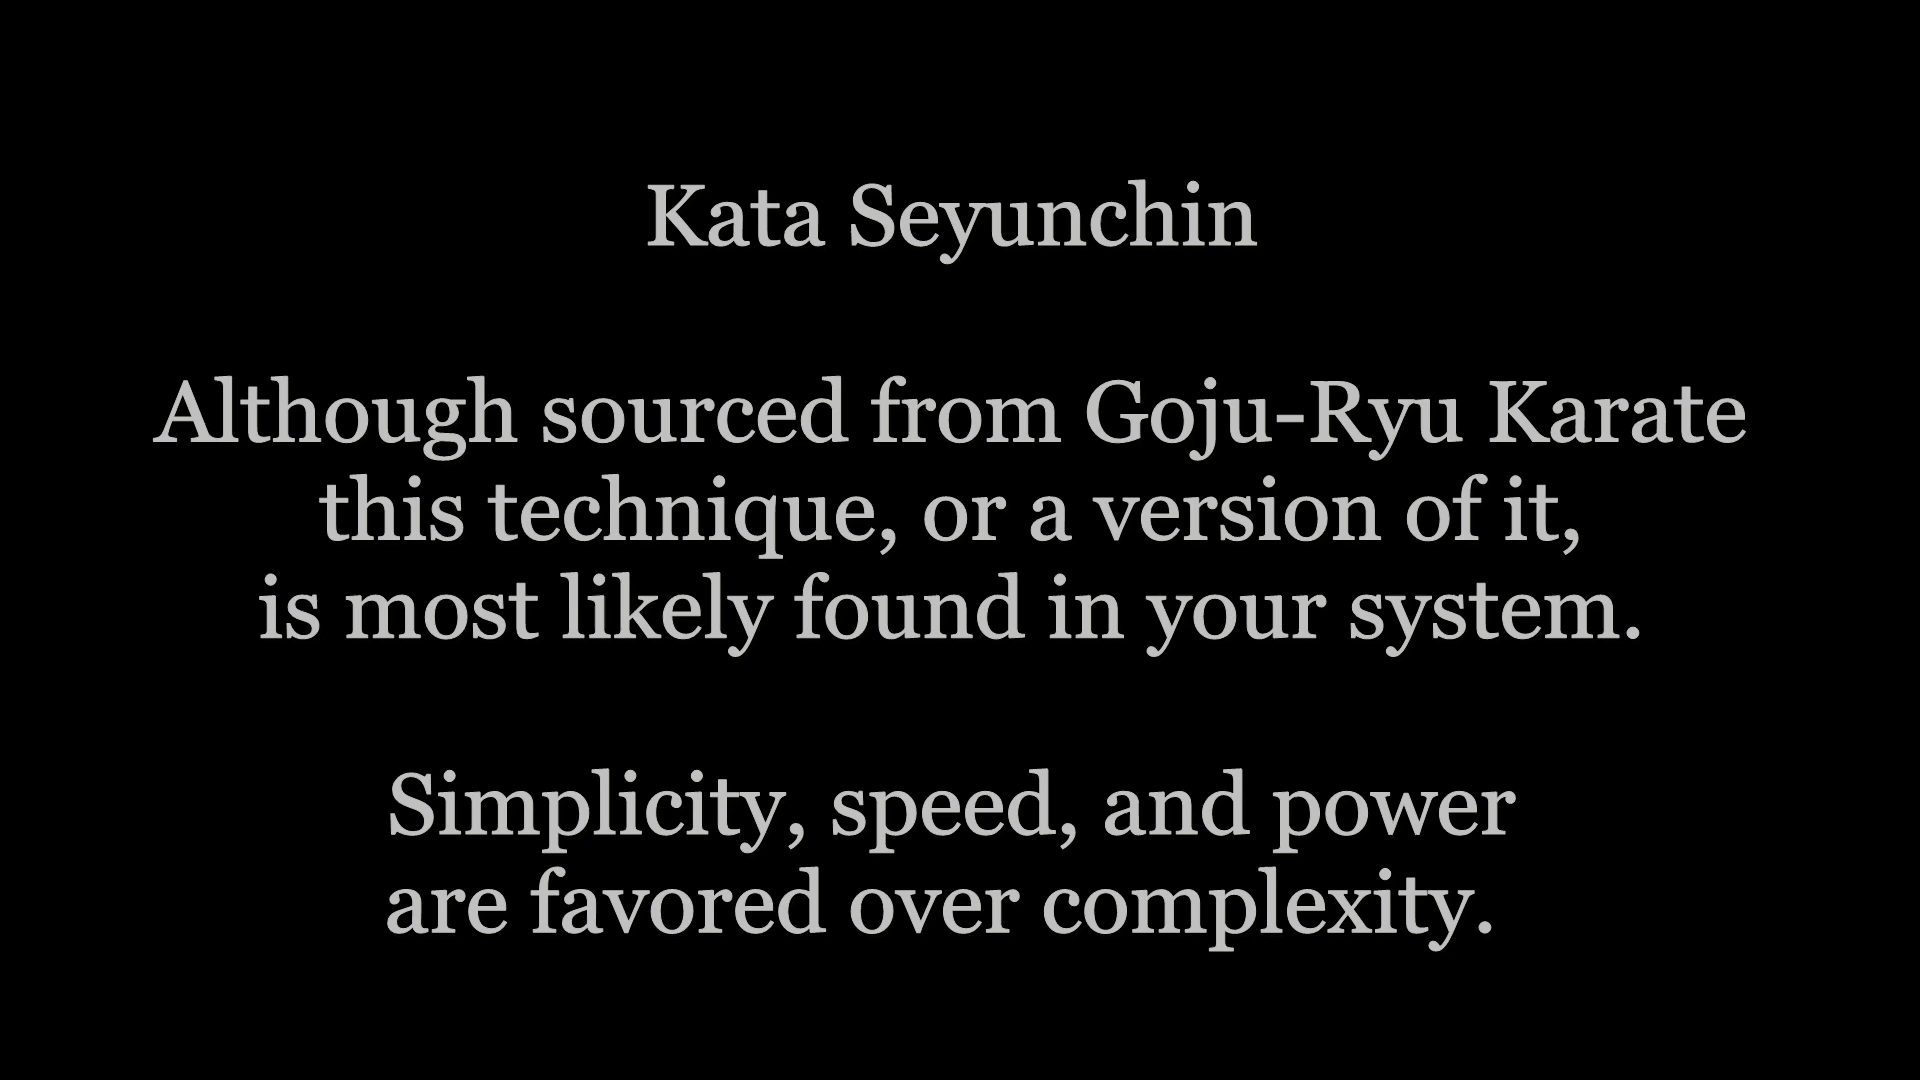 Kata Seyunchin
Although sourced from Goju-Ryu Karate
this technique, or a version of it,
is most likely found in your system.
Simplicity, speed, and power
are favored over complexity.